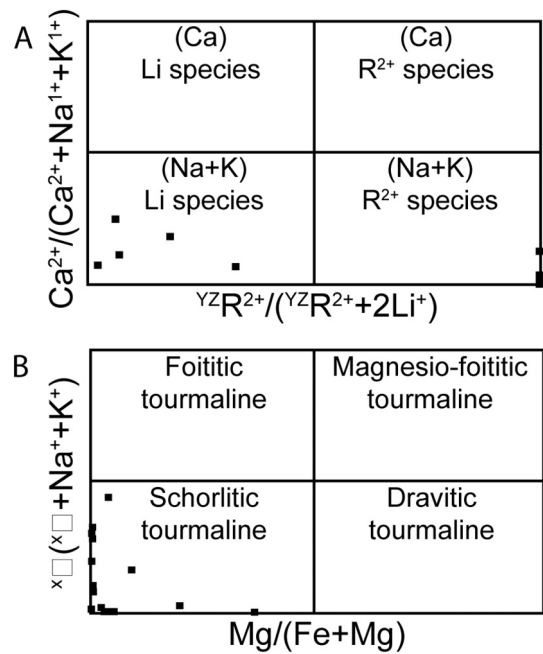 A
Ca²⁺/(Ca²⁺+Na¹⁺+K¹⁺)
(Ca)
Li species
(Ca)
R²⁺ species
(Na+K)
Li species
(Na+K)
R²⁺ species
ʸᶻR²⁺/(ʸᶻR²⁺+2Li⁺)
B
ˣ□(ˣ□+Na⁺+K⁺)
Foititic
tourmaline
Magnesio-foititic
tourmaline
Schorlitic
tourmaline
Dravitic
tourmaline
Mg/(Fe+Mg)